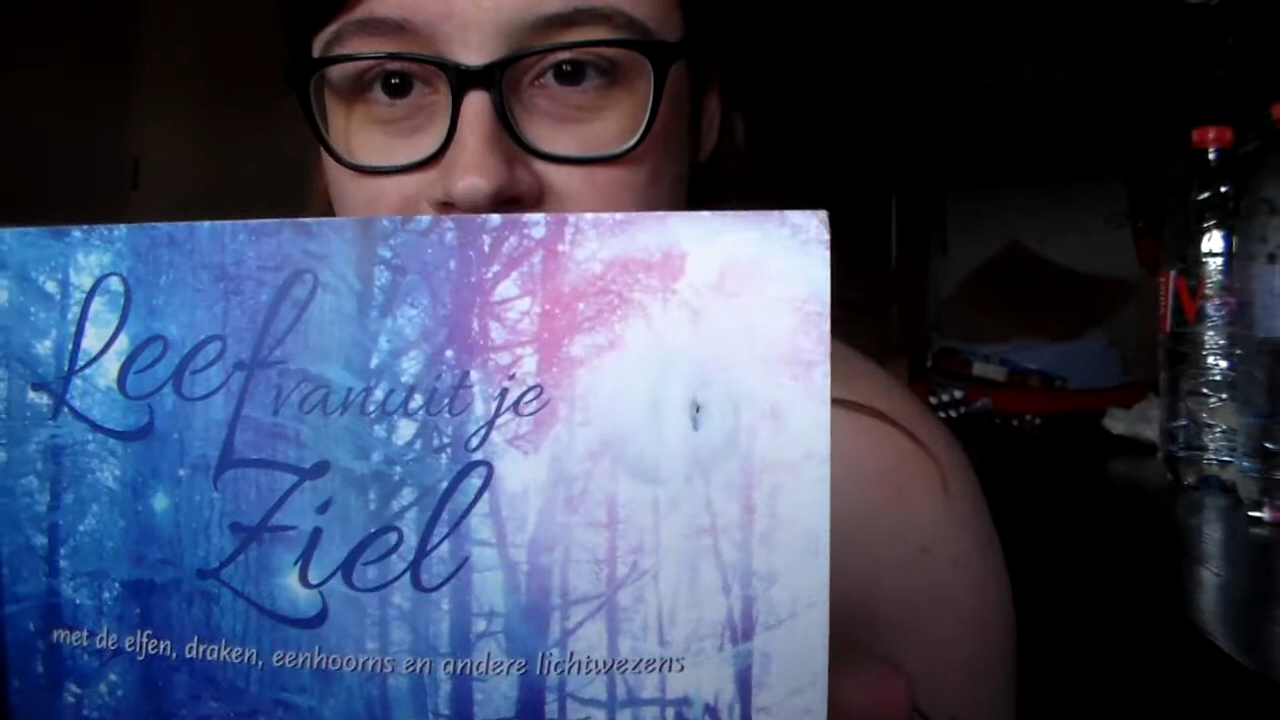 Leef vanuit je
Ziel
met de elfen, draken, eenhoorns en andere lichtwezens